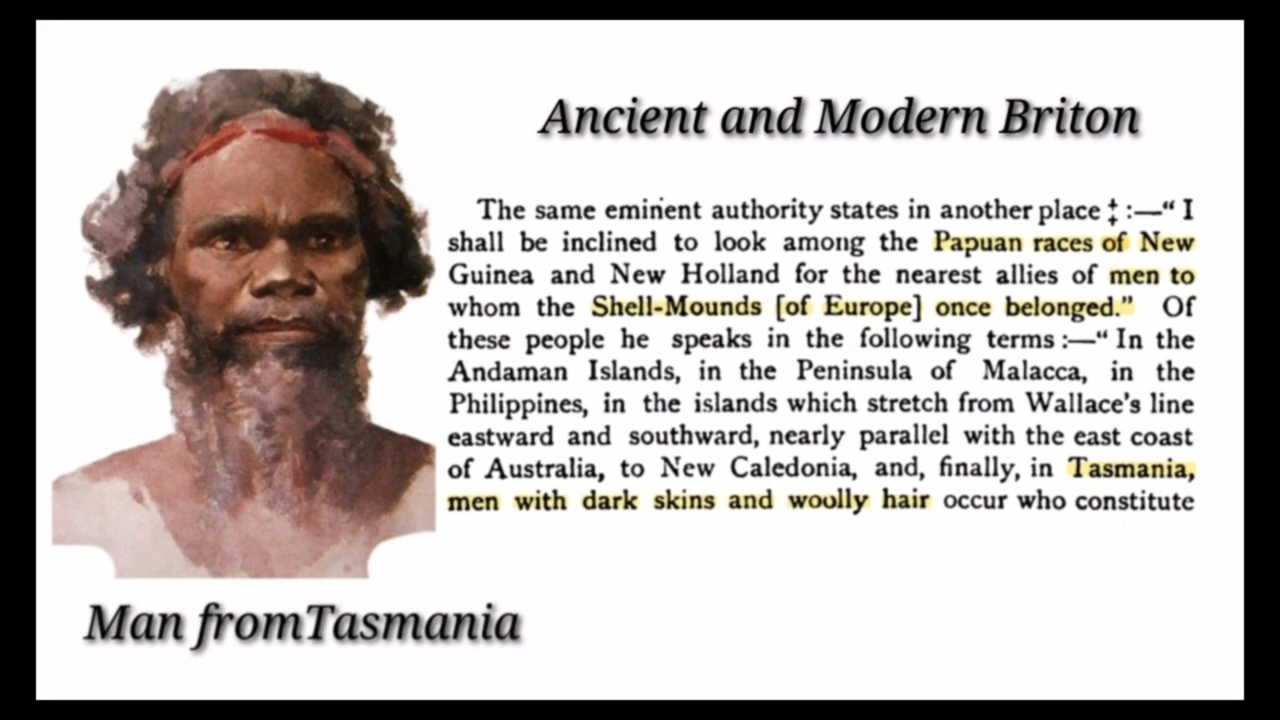 Ancient and Modern Briton
The same eminent authority states in another place ‡ :—“ I
shall be inclined to look among the Papuan races of New
Guinea and New Holland for the nearest allies of men to
whom the Shell-Mounds [of Europe] once belonged.” Of
these people he speaks in the following terms :—“ In the
Andaman Islands, in the Peninsula of Malacca, in the
Philippines, in the islands which stretch from Wallace’s line
eastward and southward, nearly parallel with the east coast
of Australia, to New Caledonia, and, finally, in Tasmania,
men with dark skins and woolly hair occur who constitute
Man fromTasmania